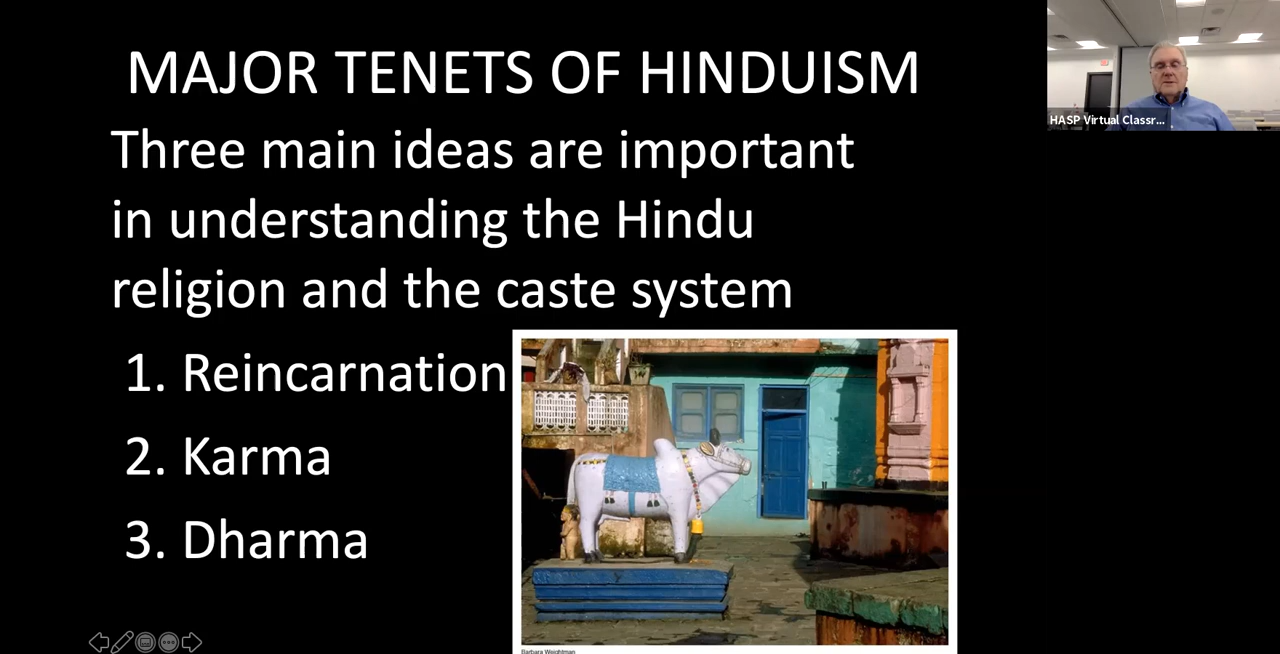 MAJOR TENETS OF HINDUISM
Three main ideas are important
in understanding the Hindu
religion and the caste system
1. Reincarnation
2. Karma
3. Dharma
Barbara Weightman
HASP Virtual Classr...